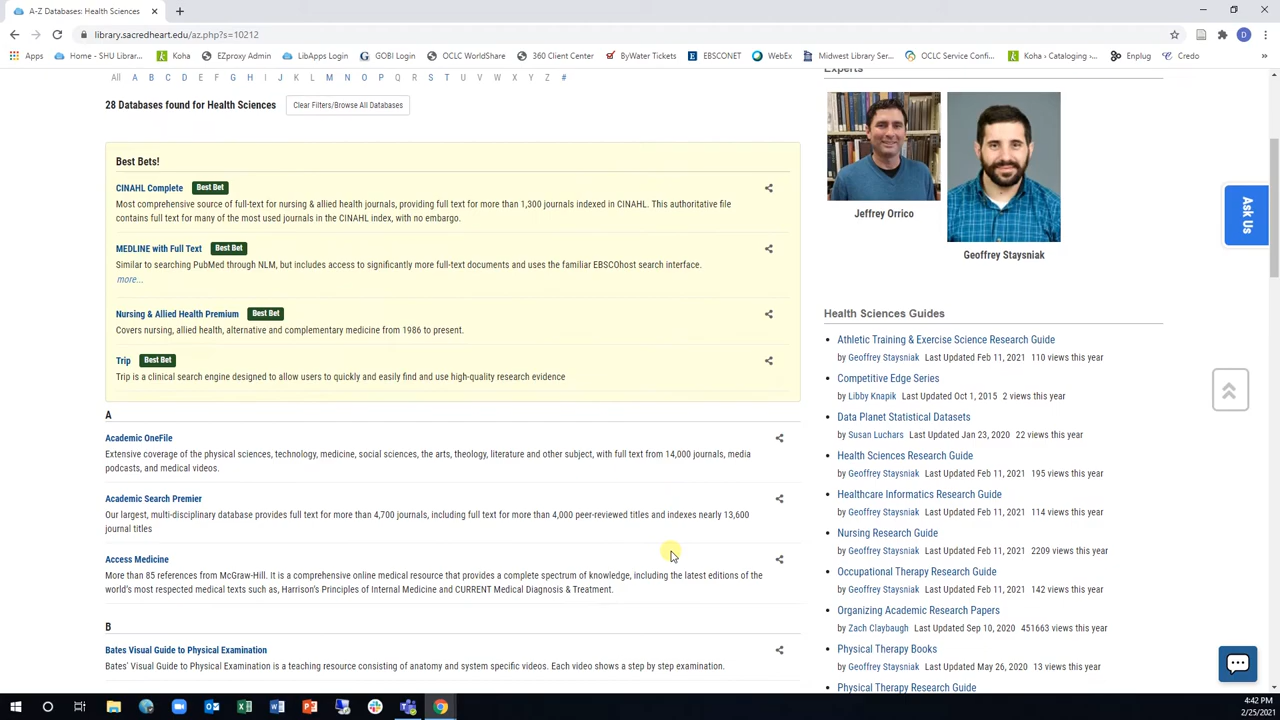 A-Z Databases: Health Sciences
library.sacredheart.edu/az.php?s=10212
D
Apps
Home - SHU Librar...
Koha
EZproxy Admin
LibApps Login
GOBI Login
OCLC WorldShare
360 Client Center
ByWater Tickets
EBSCONET
WebEx
Midwest Library Ser...
OCLC Service Confi...
Koha › Cataloging ›...
Enplug
Credo
All A B C D E F G H I J K L M N O P Q R S T U V W X Y Z #
28 Databases found for Health Sciences
Clear Filters/Browse All Databases
Best Bets!
CINAHL Complete Best Bet
Most comprehensive source of full-text for nursing & allied health journals, providing full text for more than 1,300 journals indexed in CINAHL. This authoritative file
contains full text for many of the most used journals in the CINAHL index, with no embargo.
MEDLINE with Full Text Best Bet
Similar to searching PubMed through NLM, but includes access to significantly more full-text documents and uses the familiar EBSCOhost search interface.
more...
Nursing & Allied Health Premium Best Bet
Covers nursing, allied health, alternative and complementary medicine from 1986 to present.
Trip Best Bet
Trip is a clinical search engine designed to allow users to quickly and easily find and use high-quality research evidence
A
Academic OneFile
Extensive coverage of the physical sciences, technology, medicine, social sciences, the arts, theology, literature and other subject, with full text from 14,000 journals, media
podcasts, and medical videos.
Academic Search Premier
Our largest, multi-disciplinary database provides full text for more than 4,700 journals, including full text for more than 4,000 peer-reviewed titles and indexes nearly 13,600
journal titles
Access Medicine
More than 85 references from McGraw-Hill. It is a comprehensive online medical resource that provides a complete spectrum of knowledge, including the latest editions of the
world's most respected medical texts such as, Harrison's Principles of Internal Medicine and CURRENT Medical Diagnosis & Treatment.
B
Bates Visual Guide to Physical Examination
Bates' Visual Guide to Physical Examination is a teaching resource consisting of anatomy and system specific videos. Each video shows a step by step examination.
Experts
Jeffrey Orrico
Geoffrey Staysniak
Health Sciences Guides
Athletic Training & Exercise Science Research Guide
by Geoffrey Staysniak Last Updated Feb 11, 2021 110 views this year
Competitive Edge Series
by Libby Knapik Last Updated Oct 1, 2015 2 views this year
Data Planet Statistical Datasets
by Susan Luchars Last Updated Jan 23, 2020 22 views this year
Health Sciences Research Guide
by Geoffrey Staysniak Last Updated Feb 11, 2021 195 views this year
Healthcare Informatics Research Guide
by Geoffrey Staysniak Last Updated Feb 11, 2021 114 views this year
Nursing Research Guide
by Geoffrey Staysniak Last Updated Feb 11, 2021 2209 views this year
Occupational Therapy Research Guide
by Geoffrey Staysniak Last Updated Feb 11, 2021 142 views this year
Organizing Academic Research Papers
by Zach Claybaugh Last Updated Sep 10, 2020 451663 views this year
Physical Therapy Books
by Geoffrey Staysniak Last Updated May 26, 2020 13 views this year
Physical Therapy Research Guide
Ask Us
4:42 PM
2/25/2021